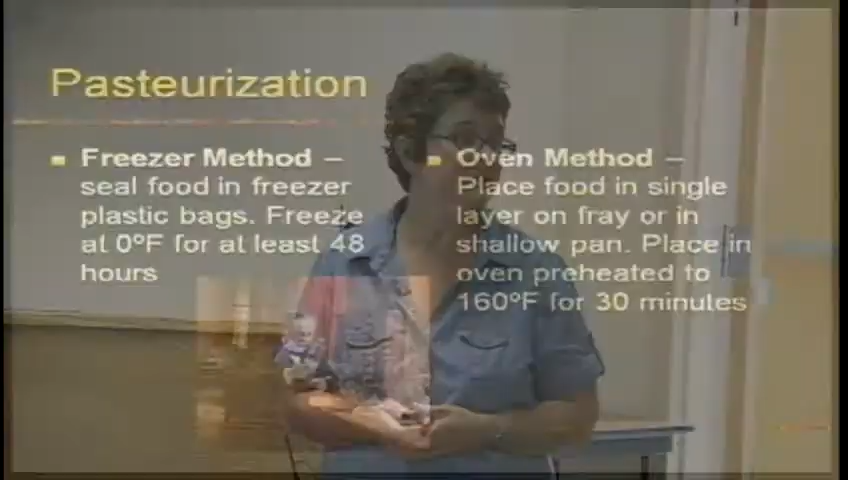 Pasteurization
Freezer Method –
seal food in freezer
plastic bags. Freeze
at 0°F for at least 48
hours
Oven Method –
Place food in single
layer on tray or in
shallow pan. Place in
oven preheated to
160°F for 30 minutes